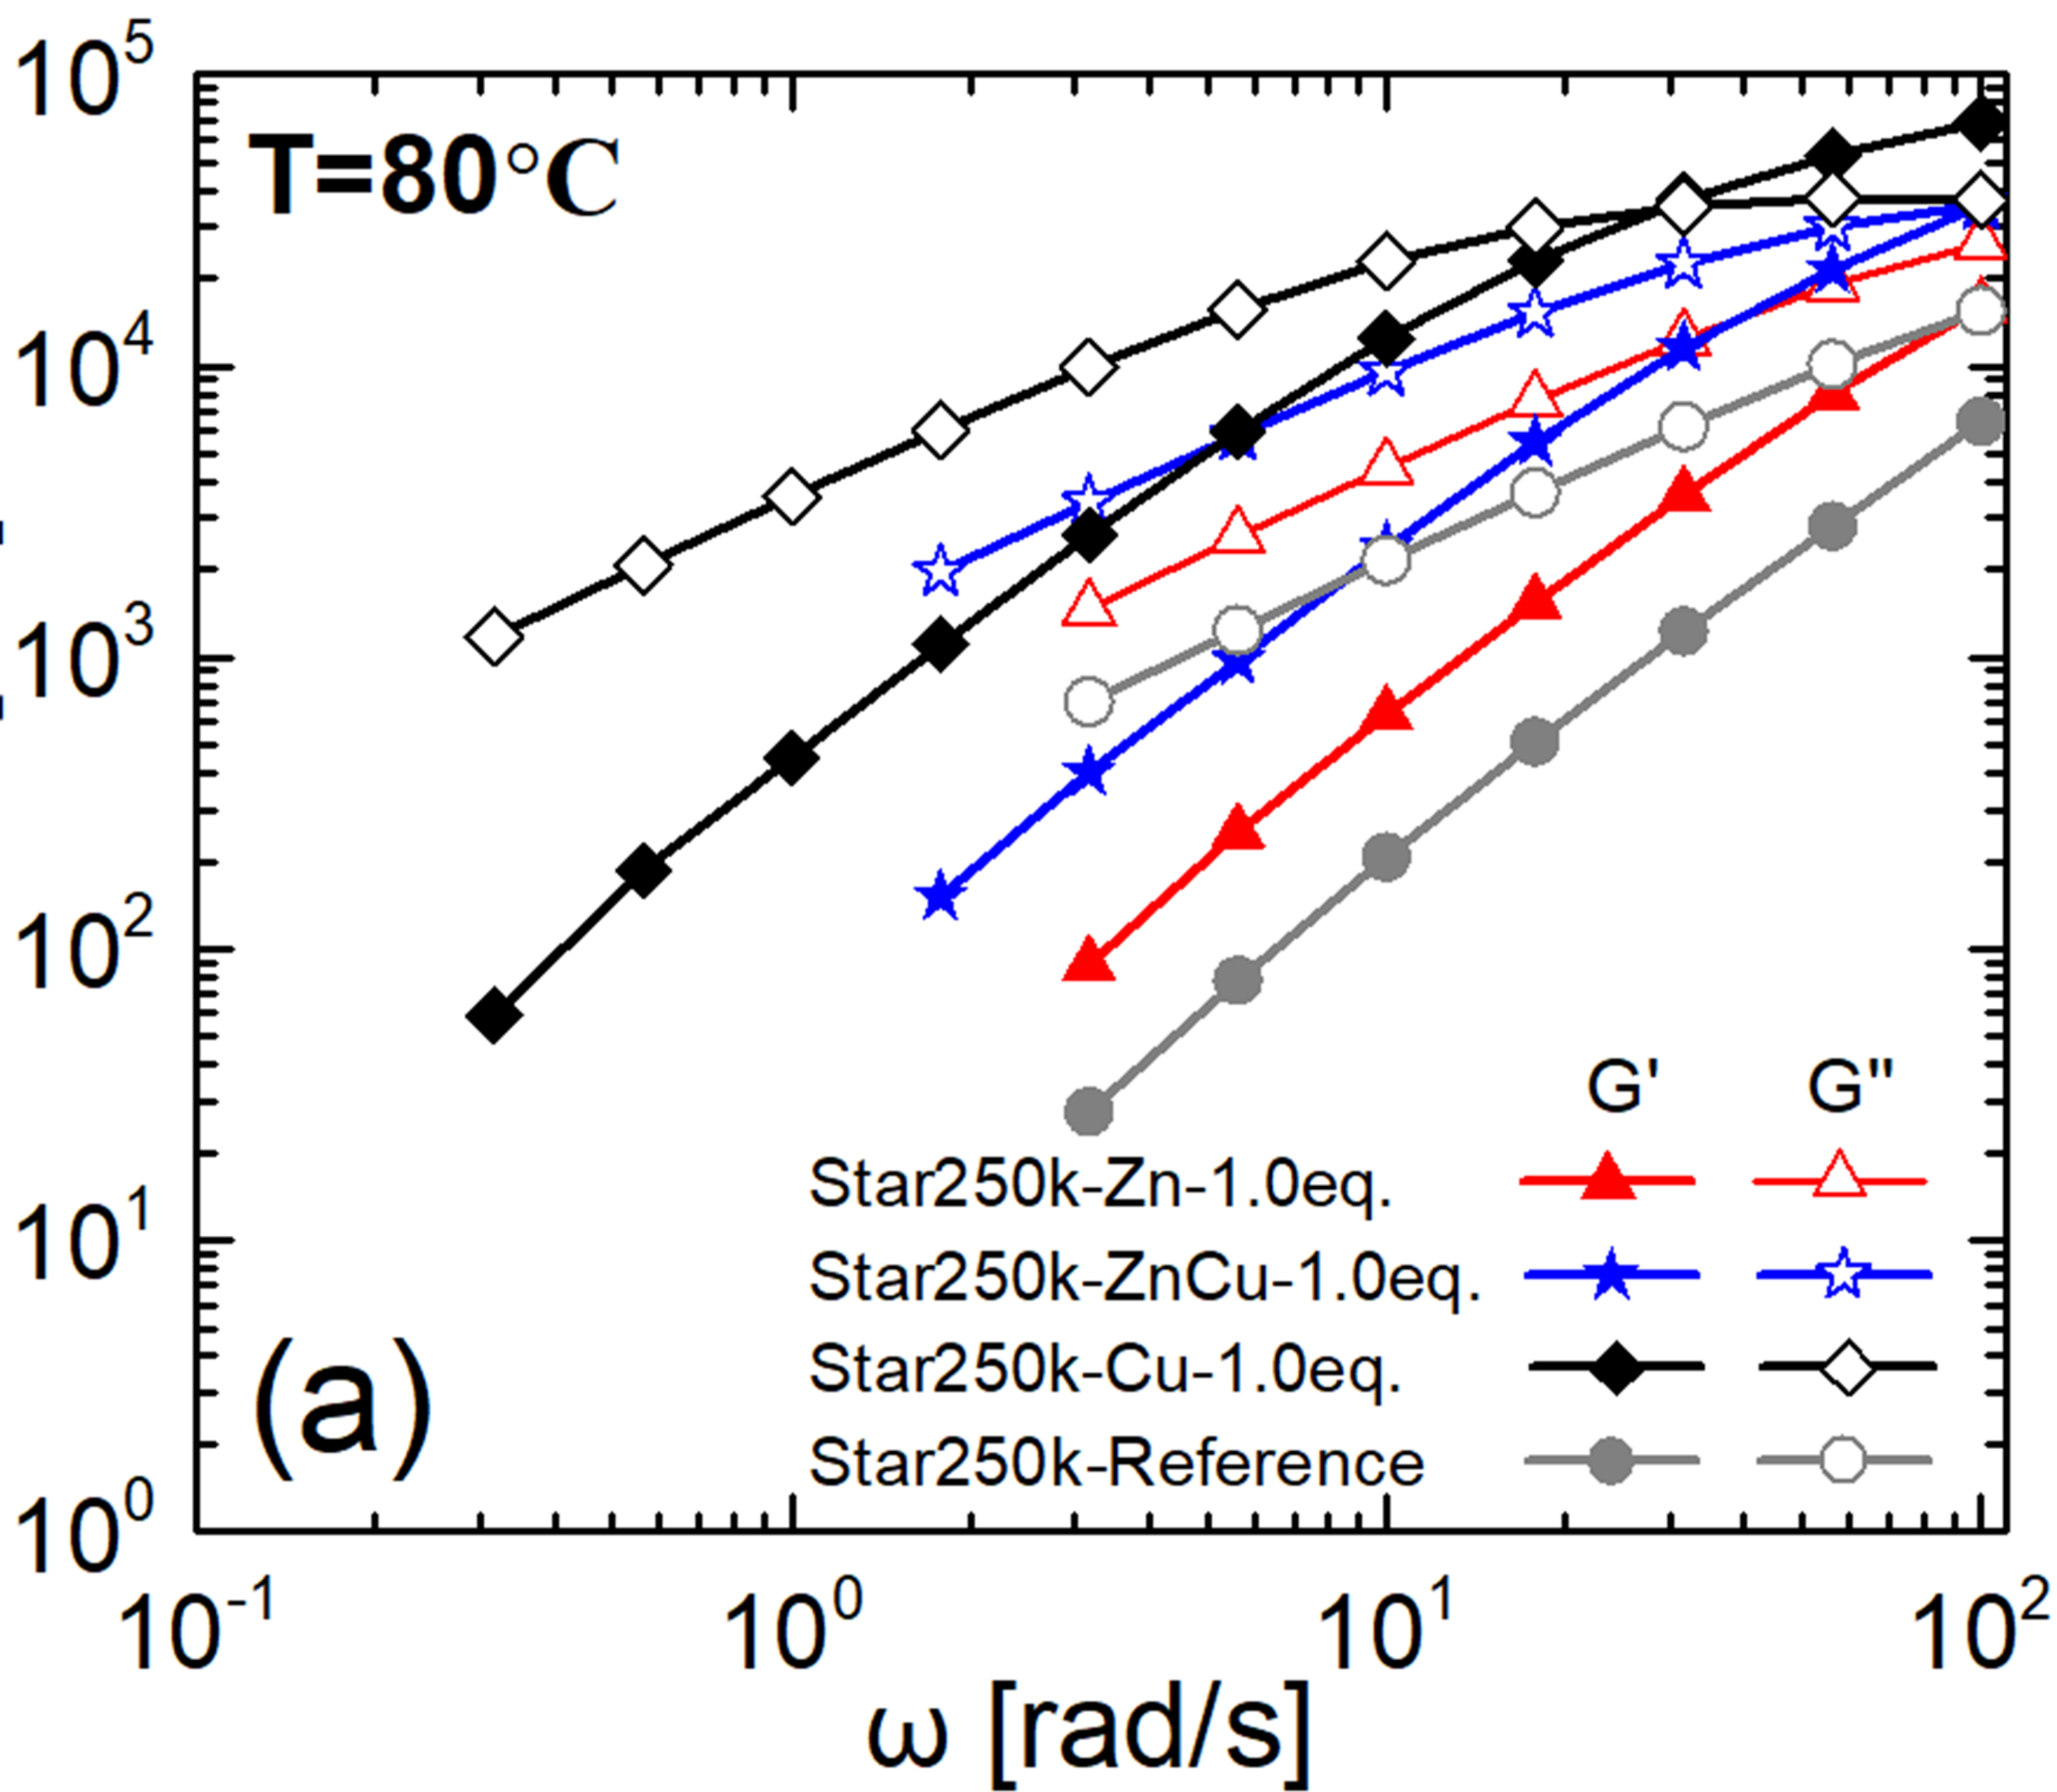 10^5
T=80°C
10^4
10^3
10^2
G' G"
Star250k-Zn-1.0eq.
10^1
Star250k-ZnCu-1.0eq.
Star250k-Cu-1.0eq.
(a)
Star250k-Reference
10^0
10^-1 10^0 10^1 10^2
ω [rad/s]